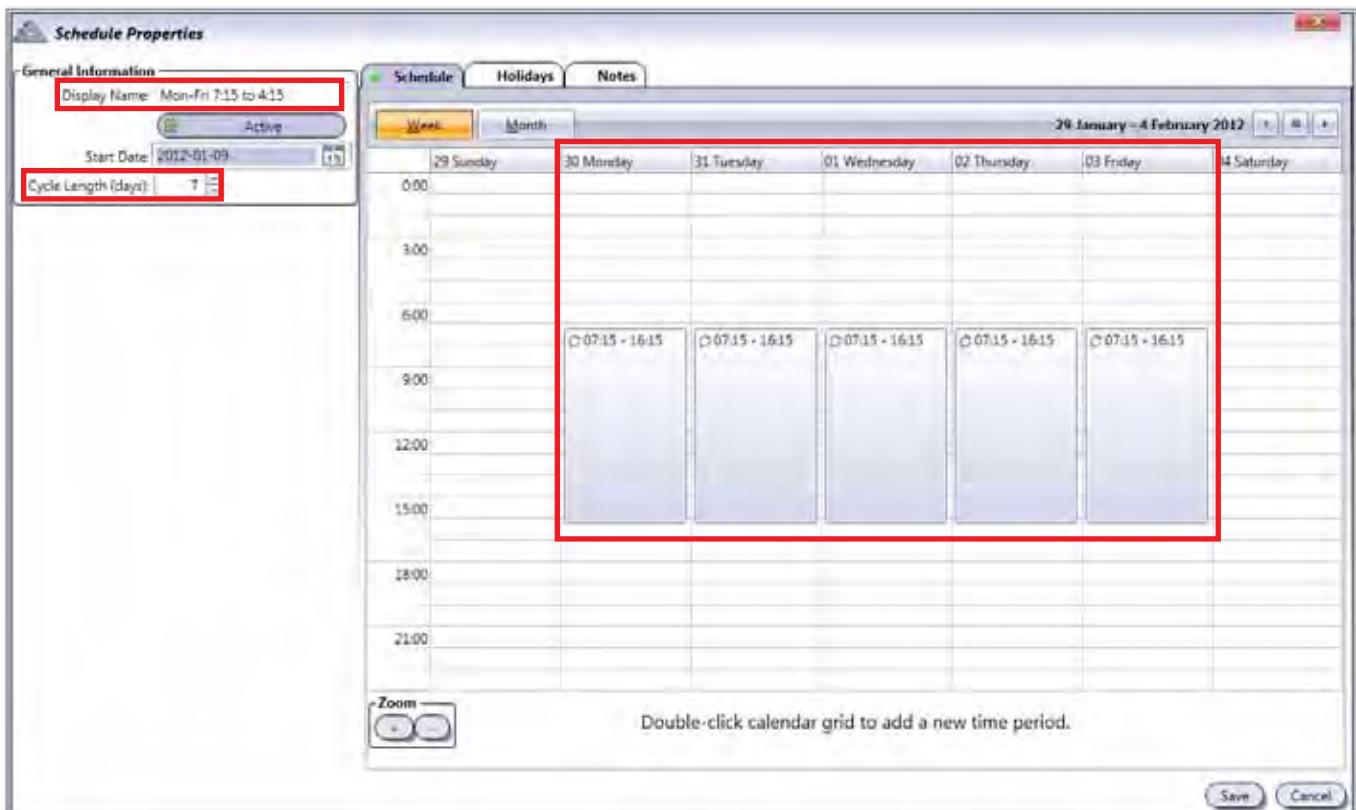 Schedule Properties
General Information
Display Name: Mon-Fri 7:15 to 4:15
Active
Start Date 2012-01-09
Cycle Length (days): 7
Schedule Holidays Notes
Week Month 29 January - 4 February 2012
29 Sunday 30 Monday 31 Tuesday 01 Wednesday 02 Thursday 03 Friday 04 Saturday
0:00
3:00
6:00
07:15 - 16:15 07:15 - 16:15 07:15 - 16:15 07:15 - 16:15 07:15 - 16:15
9:00
12:00
15:00
18:00
21:00
Zoom
+ -
Double-click calendar grid to add a new time period.
Save Cancel